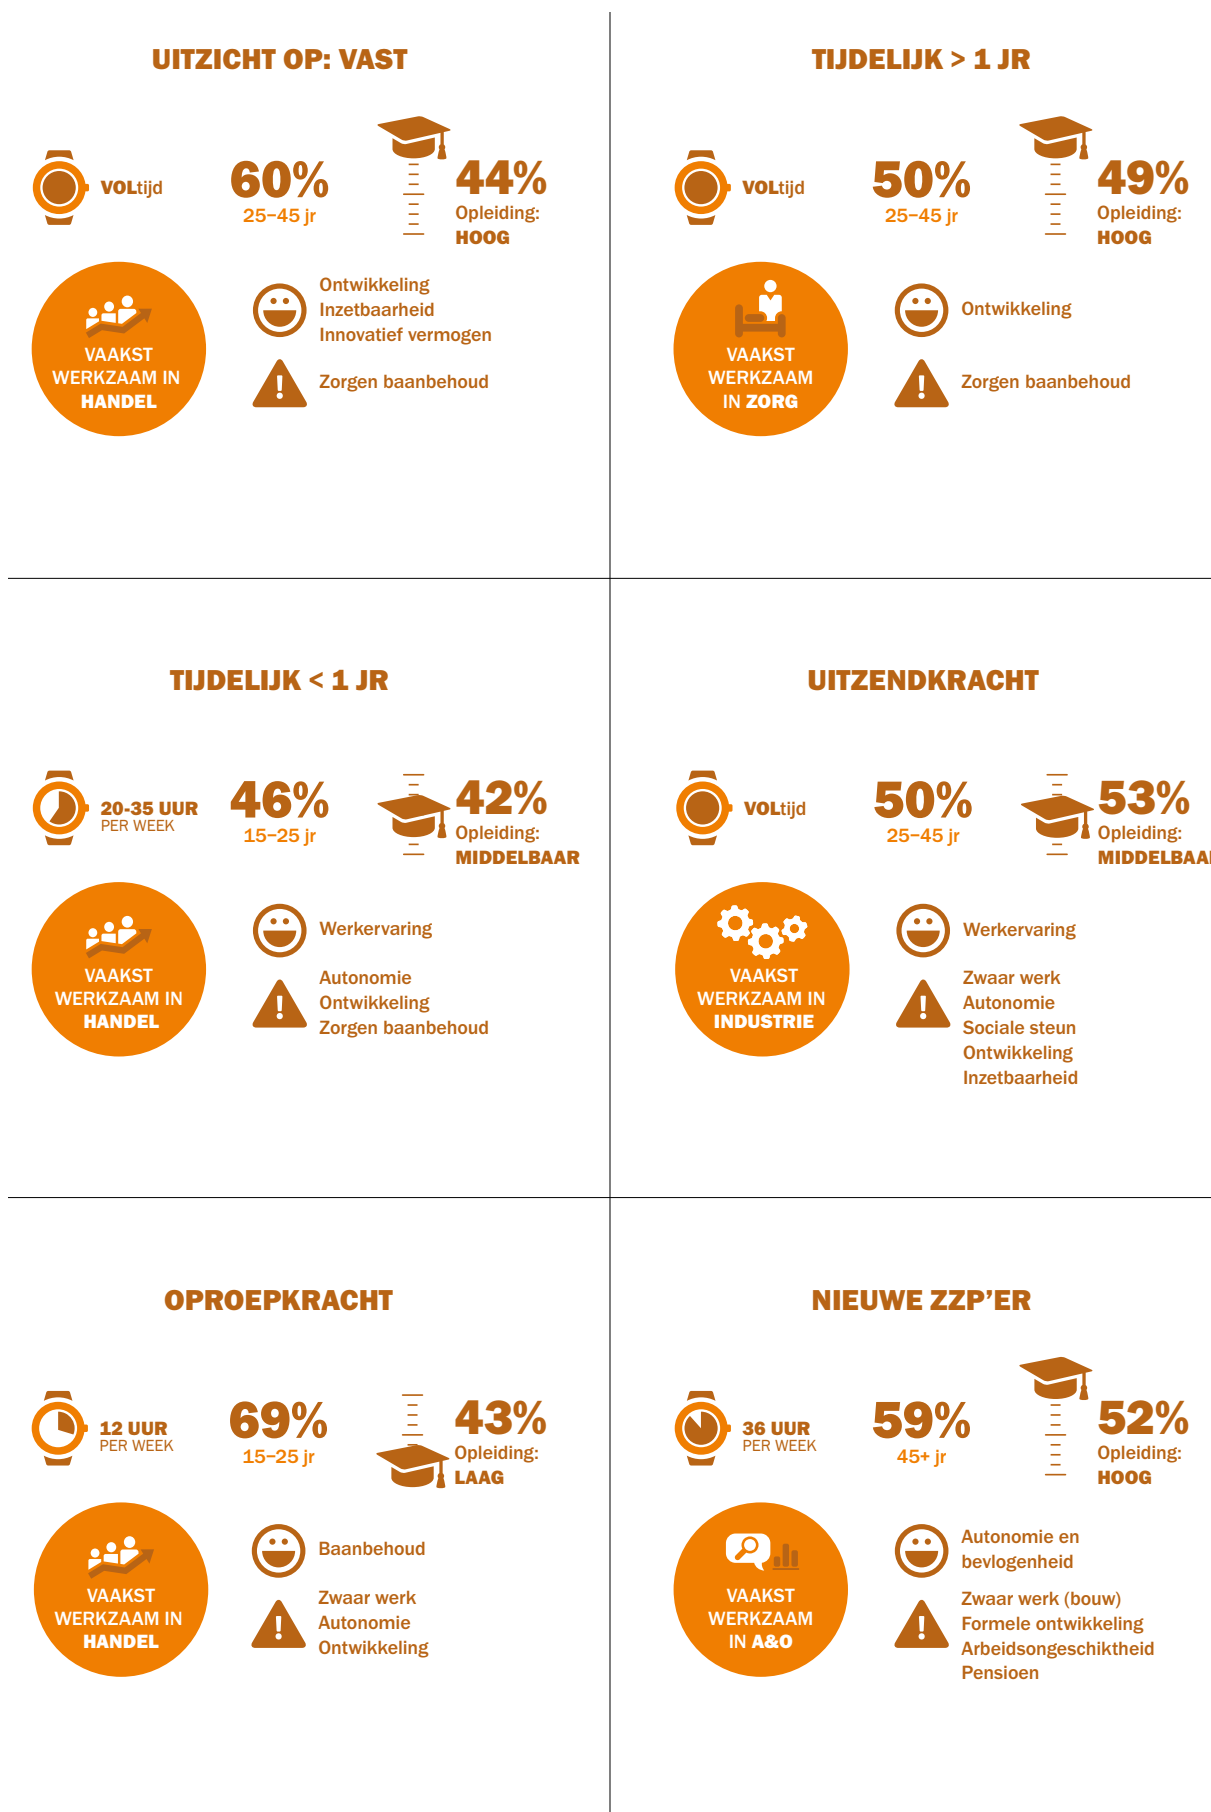 UITZICHT OP: VAST
VOLtijd
60%
25–45 jr
44%
Opleiding:
HOOG
VAAKST
WERKZAAM IN
HANDEL
Ontwikkeling
Inzetbaarheid
Innovatief vermogen
Zorgen baanbehoud
TIJDELIJK > 1 JR
VOLtijd
50%
25–45 jr
49%
Opleiding:
HOOG
VAAKST
WERKZAAM
IN ZORG
Ontwikkeling
Zorgen baanbehoud
TIJDELIJK < 1 JR
20-35 UUR
PER WEEK
46%
15–25 jr
42%
Opleiding:
MIDDELBAAR
VAAKST
WERKZAAM IN
HANDEL
Werkervaring
Autonomie
Ontwikkeling
Zorgen baanbehoud
UITZENDKRACHT
VOLtijd
50%
25–45 jr
53%
Opleiding:
MIDDELBAAR
VAAKST
WERKZAAM IN
INDUSTRIE
Werkervaring
Zwaar werk
Autonomie
Sociale steun
Ontwikkeling
Inzetbaarheid
OPROEPKRACHT
12 UUR
PER WEEK
69%
15–25 jr
43%
Opleiding:
LAAG
VAAKST
WERKZAAM IN
HANDEL
Baanbehoud
Zwaar werk
Autonomie
Ontwikkeling
NIEUWE ZZP’ER
36 UUR
PER WEEK
59%
45+ jr
52%
Opleiding:
HOOG
VAAKST
WERKZAAM
IN A&O
Autonomie en
bevlogenheid
Zwaar werk (bouw)
Formele ontwikkeling
Arbeidsongeschiktheid
Pensioen